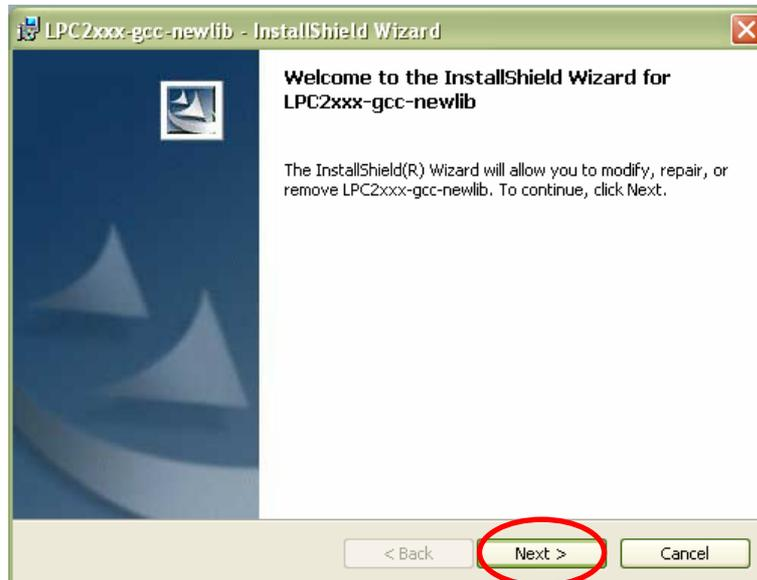 LPC2xxx-gcc-newlib - InstallShield Wizard
Welcome to the InstallShield Wizard for
LPC2xxx-gcc-newlib
The InstallShield(R) Wizard will allow you to modify, repair, or
remove LPC2xxx-gcc-newlib. To continue, click Next.
< Back Next > Cancel